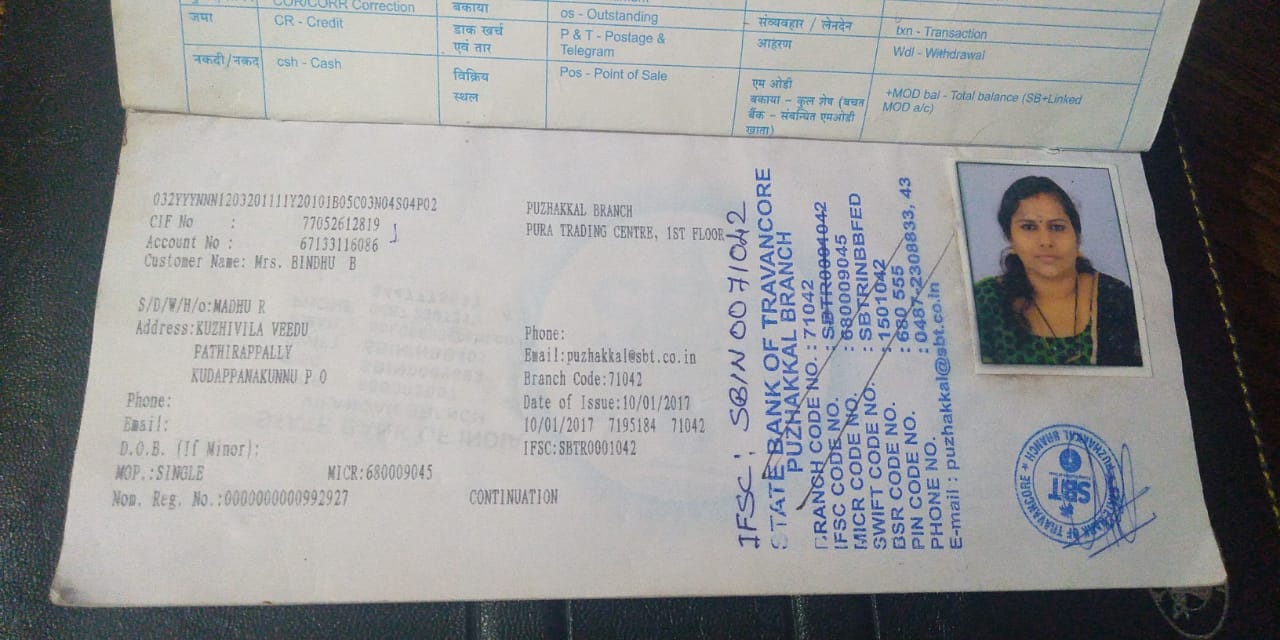 COR/CORR Correction
जमा CR - Credit
नकदी/नकद csh - Cash
बकाया os - Outstanding
डाक खर्च एवं तार P & T - Postage & Telegram
विक्रिय स्थल Pos - Point of Sale
संव्यवहार / लेनदेन txn - Transaction
आहरण Wdl - Withdrawal
एम ओडी
बकाया – कुल शेष (बचत
बैंक - संबन्धित एमओडी
खाता)
+MOD bal - Total balance (SB+Linked
MOD a/c)
032YYYNNN1203201111Y20101B05C03N04S04P02
CIF No : 77052612819
Account No : 67133116086
Customer Name: Mrs. BINDHU B
S/D/W/H/o:MADHU R
Address:KUZHIVILA VEEDU
PATHIRAPPALLY
KUDAPPANAKUNNU P O
Phone:
Email:
D.O.B. (If Minor):
MOP.:SINGLE MICR:680009045
Nom. Reg. No.:0000000000992927 CONTINUATION
PUZHAKKAL BRANCH
PURA TRADING CENTRE, 1ST FLOOR
Phone:
Email:puzhakkal@sbt.co.in
Branch Code:71042
Date of Issue:10/01/2017
10/01/2017 7195184 71042
IFSC:SBTR0001042
IFSC: SBIN0071042
STATE BANK OF TRAVANCORE
PUZHAKKAL BRANCH
BRANCH CODE NO. : 71042
IFSC CODE NO. : SBTR0001042
MICR CODE NO. : 680009045
SWIFT CODE NO. : SBTRINBBFED
BSR CODE NO. : 1501042
PIN CODE NO. : 680 555
PHONE NO. : 0487-2308833, 43
E-mail : puzhakkal@sbt.co.in
STATE BANK OF TRAVANCORE
PUZHAKKAL BRANCH